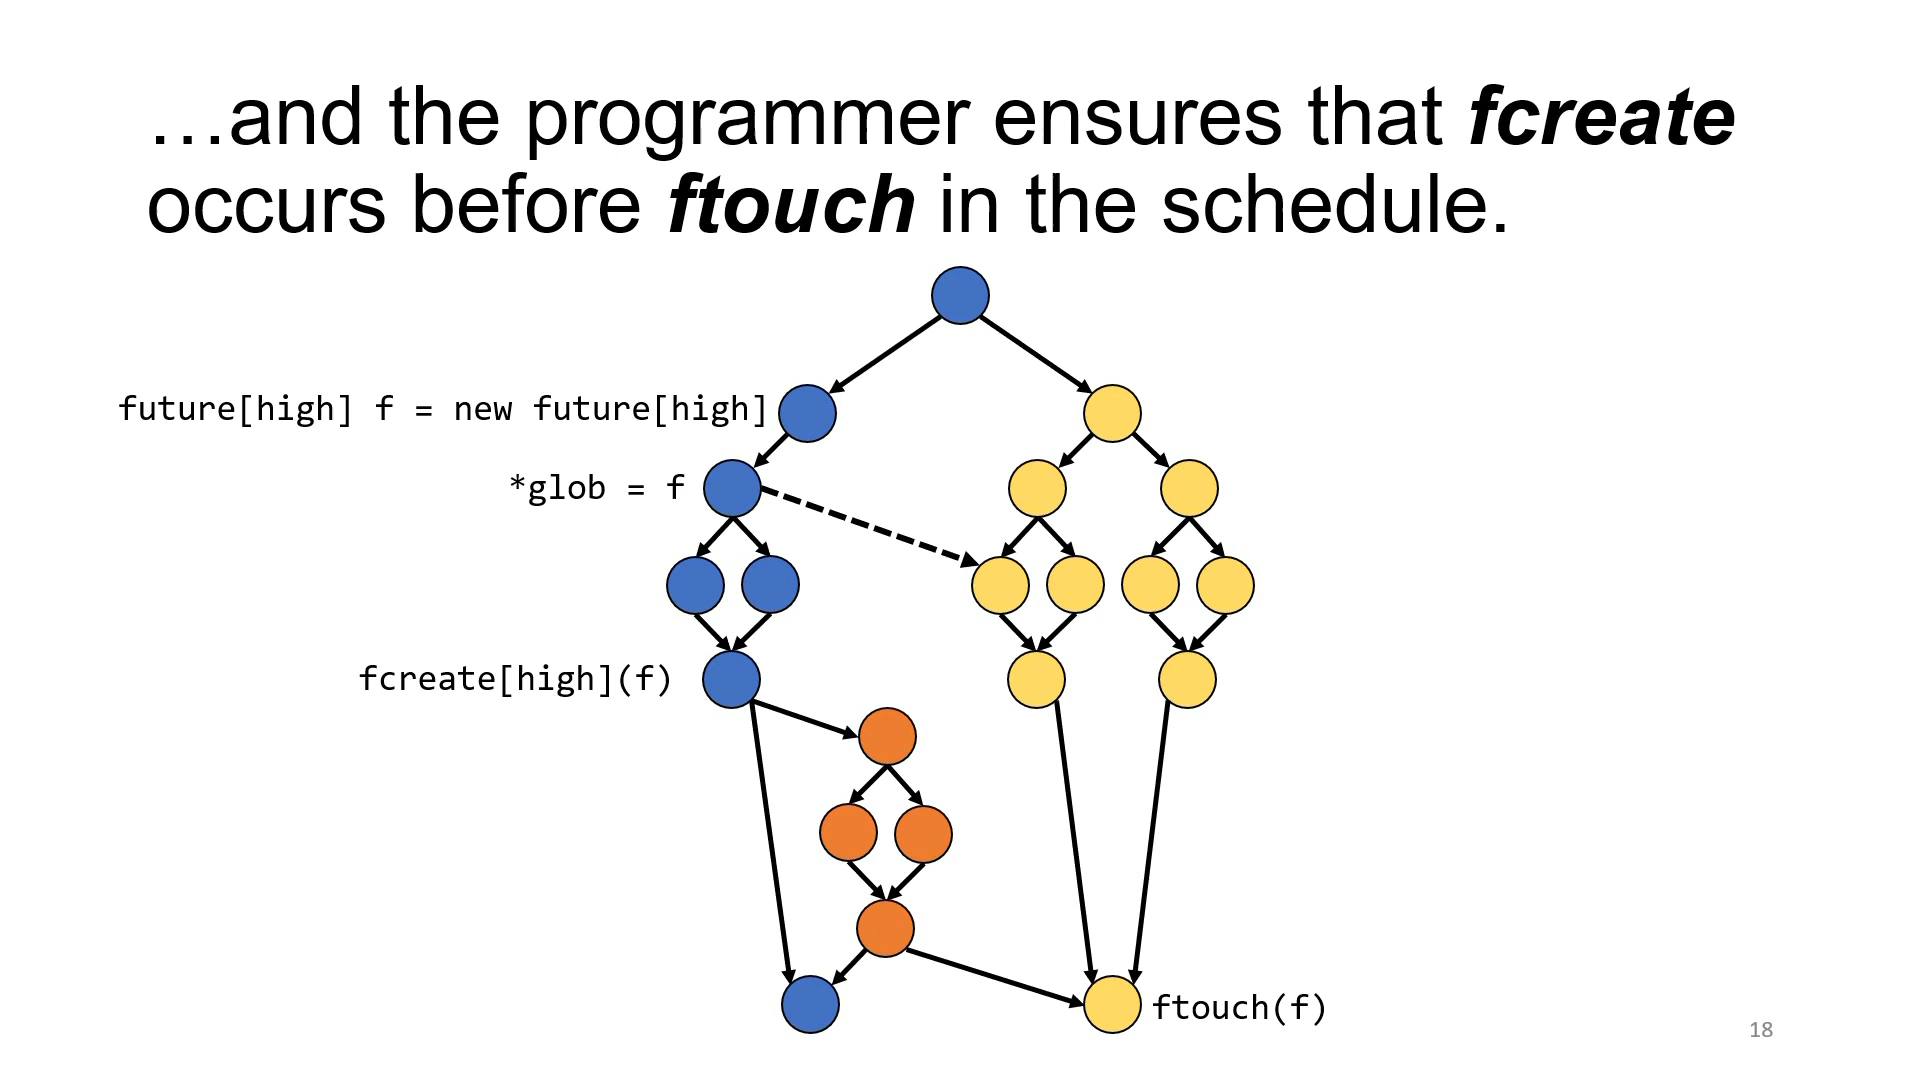 …and the programmer ensures that fcreate
occurs before ftouch in the schedule.
future[high] f = new future[high]
*glob = f
fcreate[high](f)
ftouch(f)
18